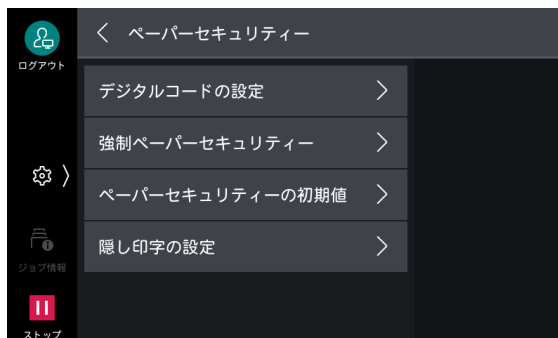 ペーパーセキュリティー
ログアウト
デジタルコードの設定
強制ペーパーセキュリティー
ペーパーセキュリティーの初期値
隠し印字の設定
ジョブ情報
ストップ